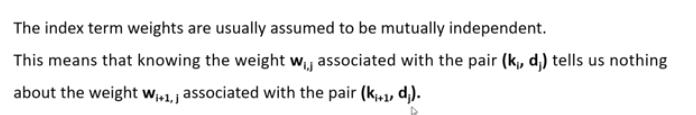 The index term weights are usually assumed to be mutually independent.
This means that knowing the weight wi,j associated with the pair (ki, dj) tells us nothing
about the weight wi+1, j associated with the pair (ki+1, dj).